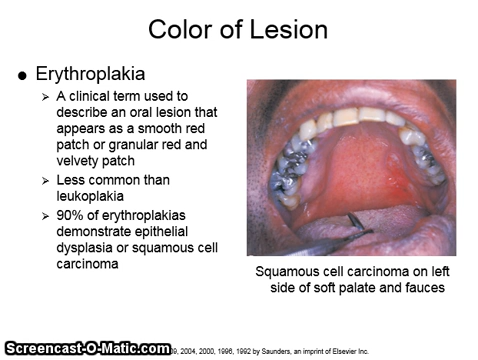 Color of Lesion
● Erythroplakia
➢ A clinical term used to
describe an oral lesion that
appears as a smooth red
patch or granular red and
velvety patch
➢ Less common than
leukoplakia
➢ 90% of erythroplakias
demonstrate epithelial
dysplasia or squamous cell
carcinoma
Squamous cell carcinoma on left
side of soft palate and fauces
2004, 2000, 1996, 1992 by Saunders, an imprint of Elsevier Inc.
Screencast-O-Matic.com